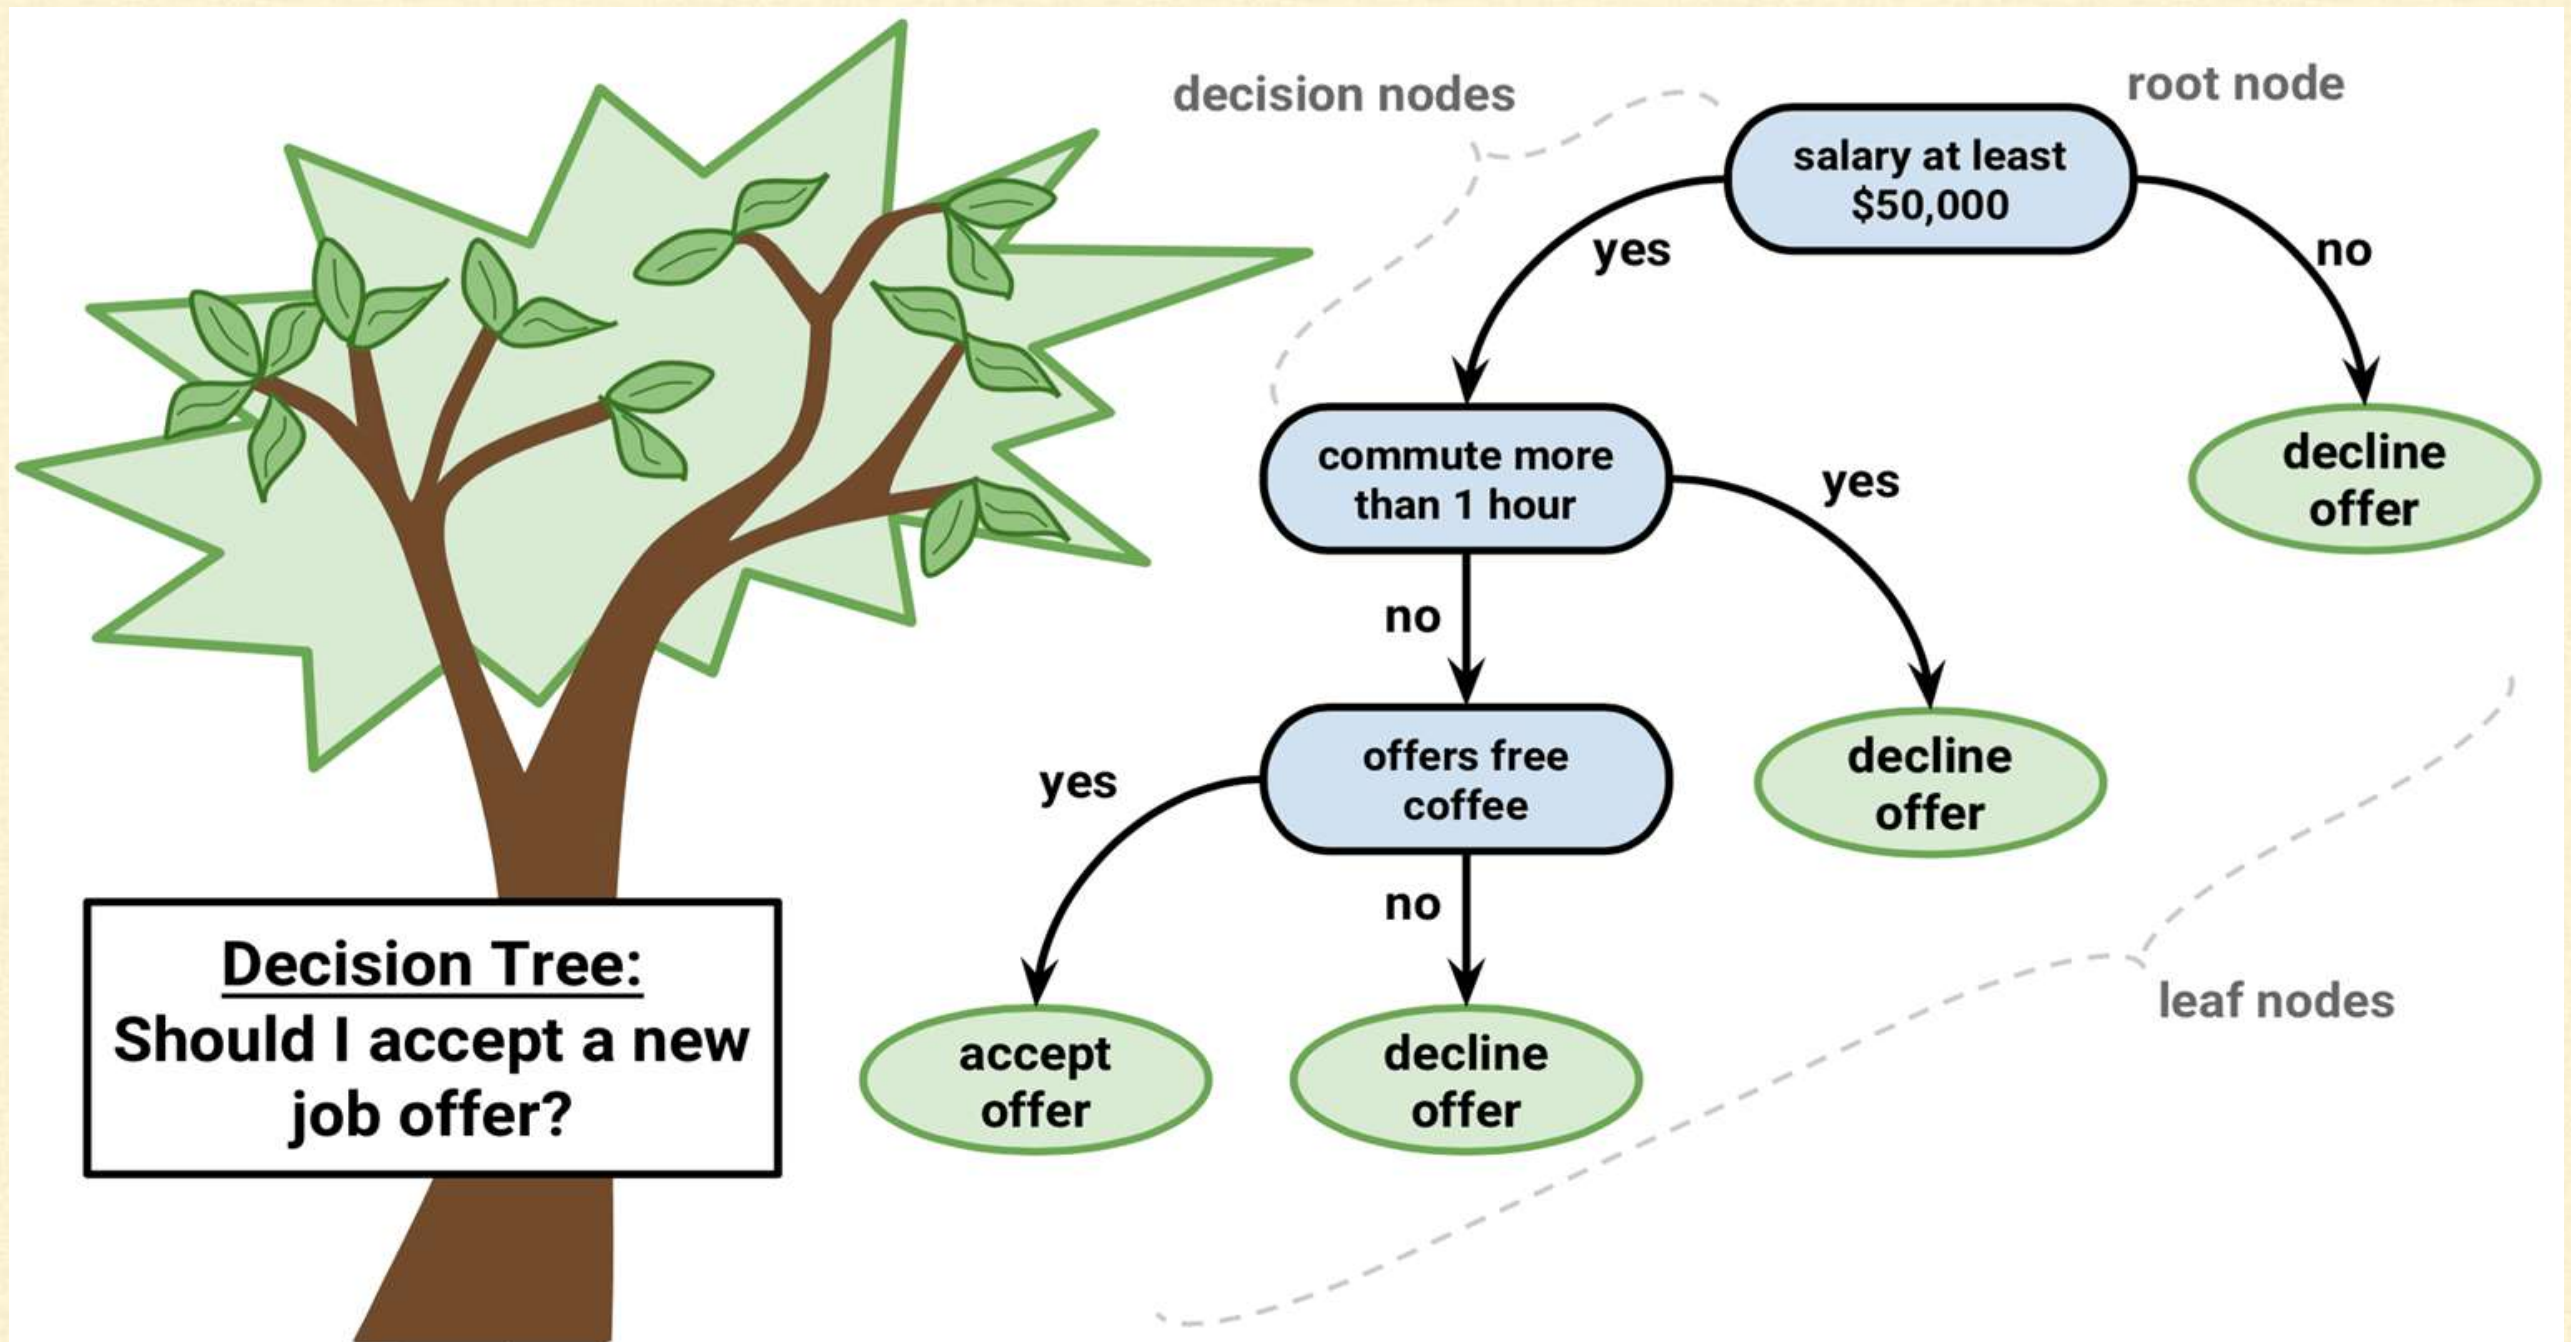 decision nodes
root node
salary at least
$50,000
yes
no
commute more
than 1 hour
yes
decline
offer
no
offers free
coffee
yes
decline
offer
no
leaf nodes
accept
offer
decline
offer
Decision Tree:
Should I accept a new
job offer?